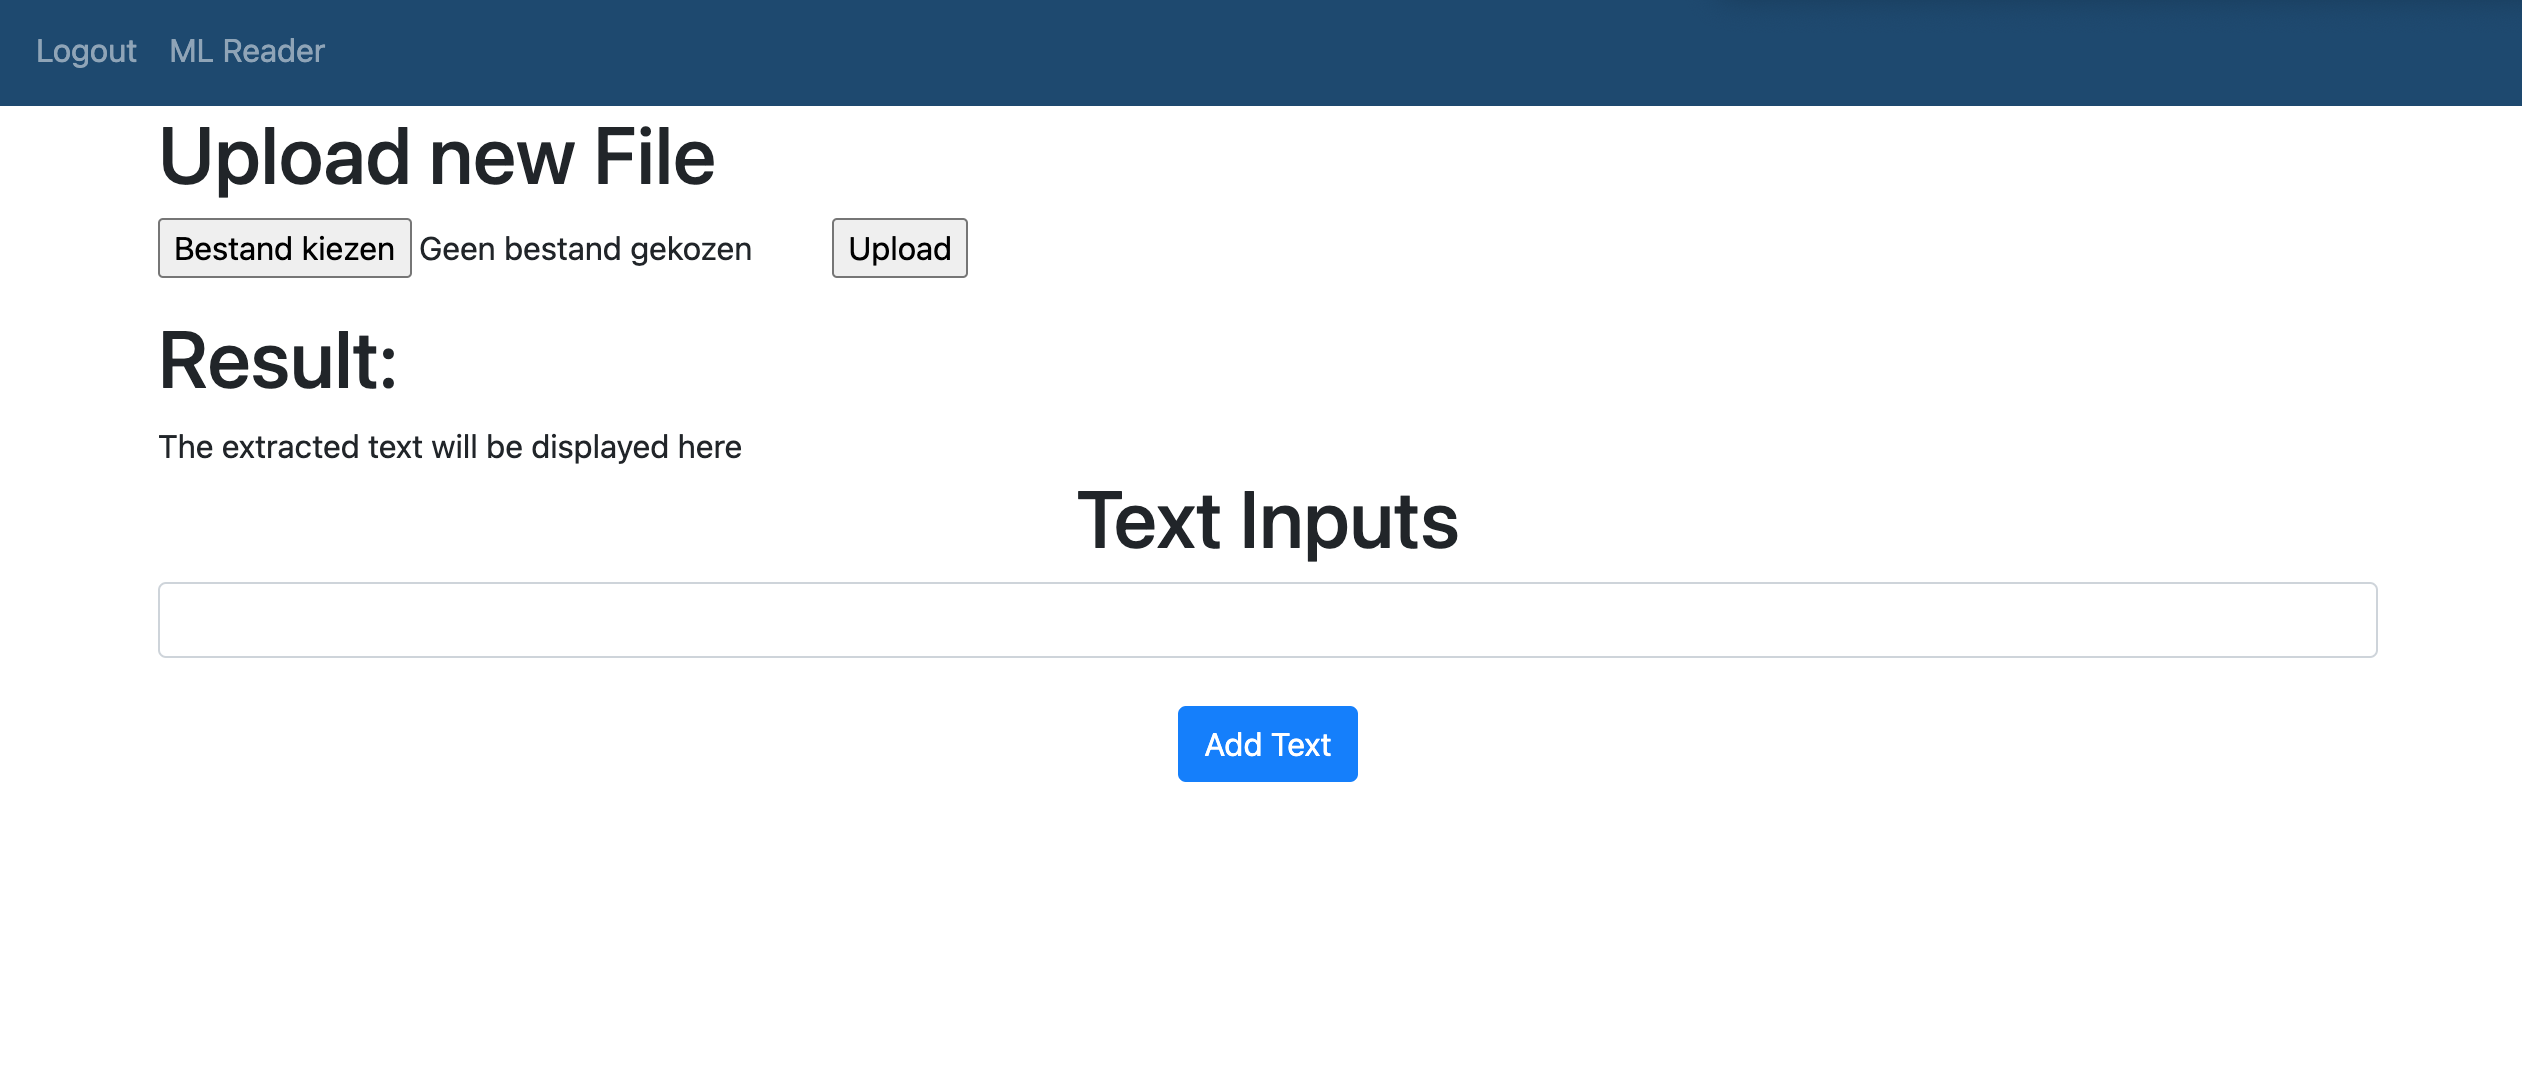 Logout ML Reader
Upload new File
Bestand kiezen Geen bestand gekozen Upload
Result:
The extracted text will be displayed here
Text Inputs
Add Text